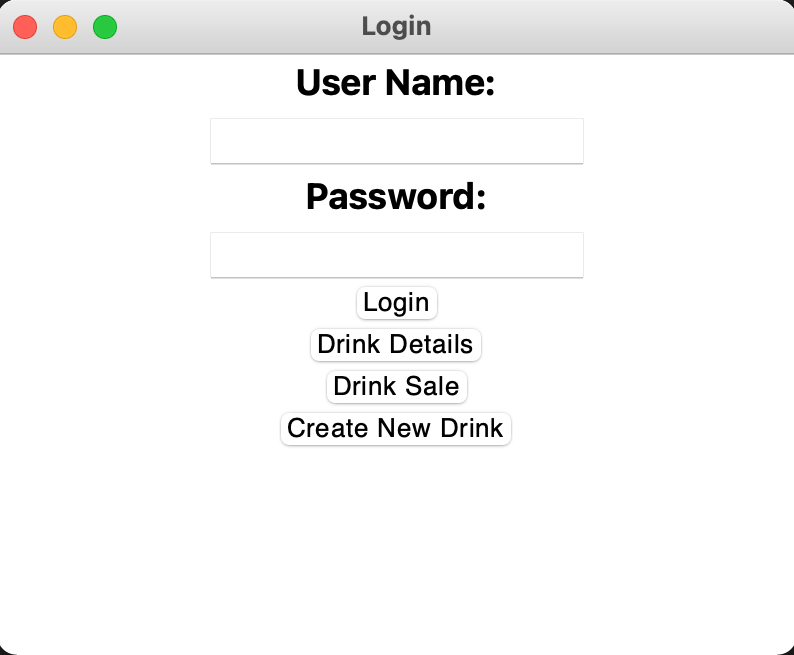 Login
User Name:
Password:
Login
Drink Details
Drink Sale
Create New Drink